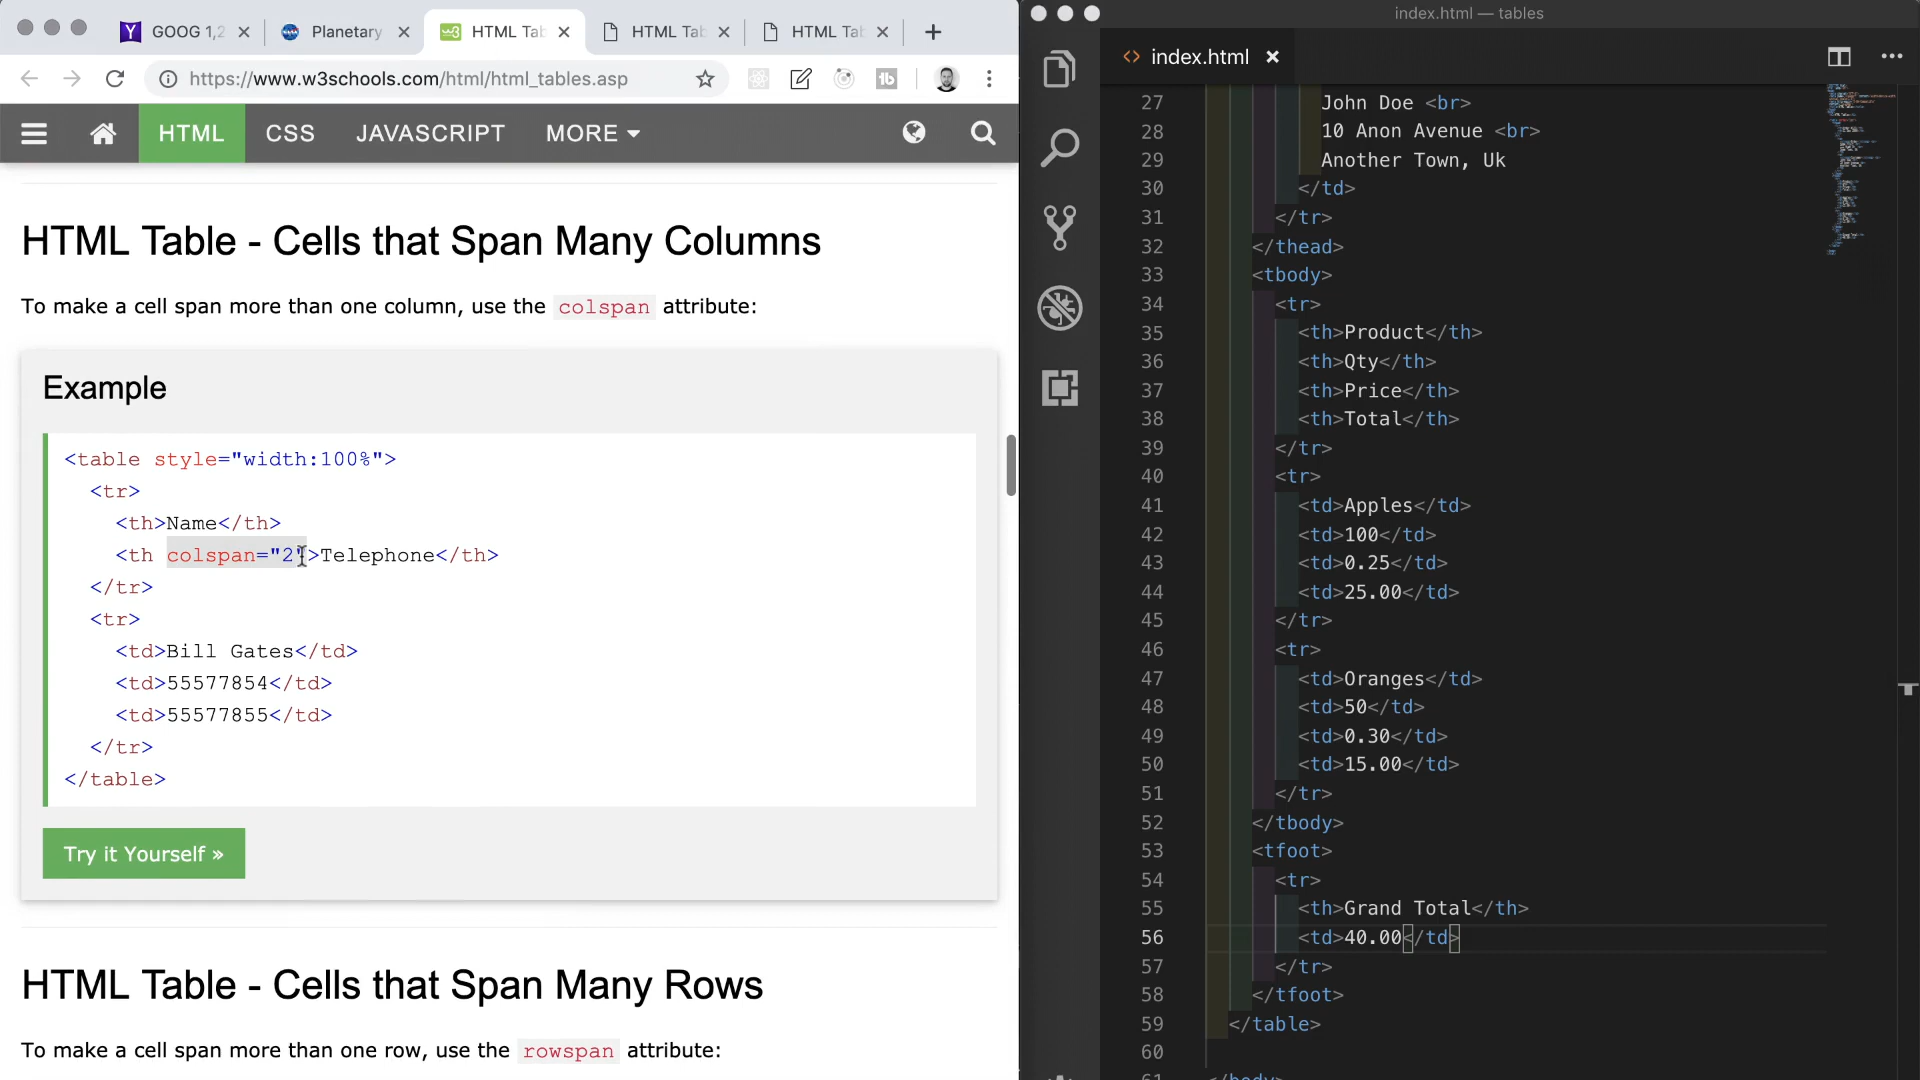 GOOG 1,2
Planetary
HTML Tab
HTML Tab
HTML Tab
https://www.w3schools.com/html/html_tables.asp
HTML CSS JAVASCRIPT MORE
HTML Table - Cells that Span Many Columns
To make a cell span more than one column, use the colspan attribute:
Example
<table style="width:100%">
<tr>
<th>Name</th>
<th colspan="2">Telephone</th>
</tr>
<tr>
<td>Bill Gates</td>
<td>55577854</td>
<td>55577855</td>
</tr>
</table>
Try it Yourself »
HTML Table - Cells that Span Many Rows
To make a cell span more than one row, use the rowspan attribute:
index.html — tables
index.html
27 John Doe <br>
28 10 Anon Avenue <br>
29 Another Town, Uk
30 </td>
31 </tr>
32 </thead>
33 <tbody>
34 <tr>
35 <th>Product</th>
36 <th>Qty</th>
37 <th>Price</th>
38 <th>Total</th>
39 </tr>
40 <tr>
41 <td>Apples</td>
42 <td>100</td>
43 <td>0.25</td>
44 <td>25.00</td>
45 </tr>
46 <tr>
47 <td>Oranges</td>
48 <td>50</td>
49 <td>0.30</td>
50 <td>15.00</td>
51 </tr>
52 </tbody>
53 <tfoot>
54 <tr>
55 <th>Grand Total</th>
56 <td>40.00</td>
57 </tr>
58 </tfoot>
59 </table>
60
61 </body>